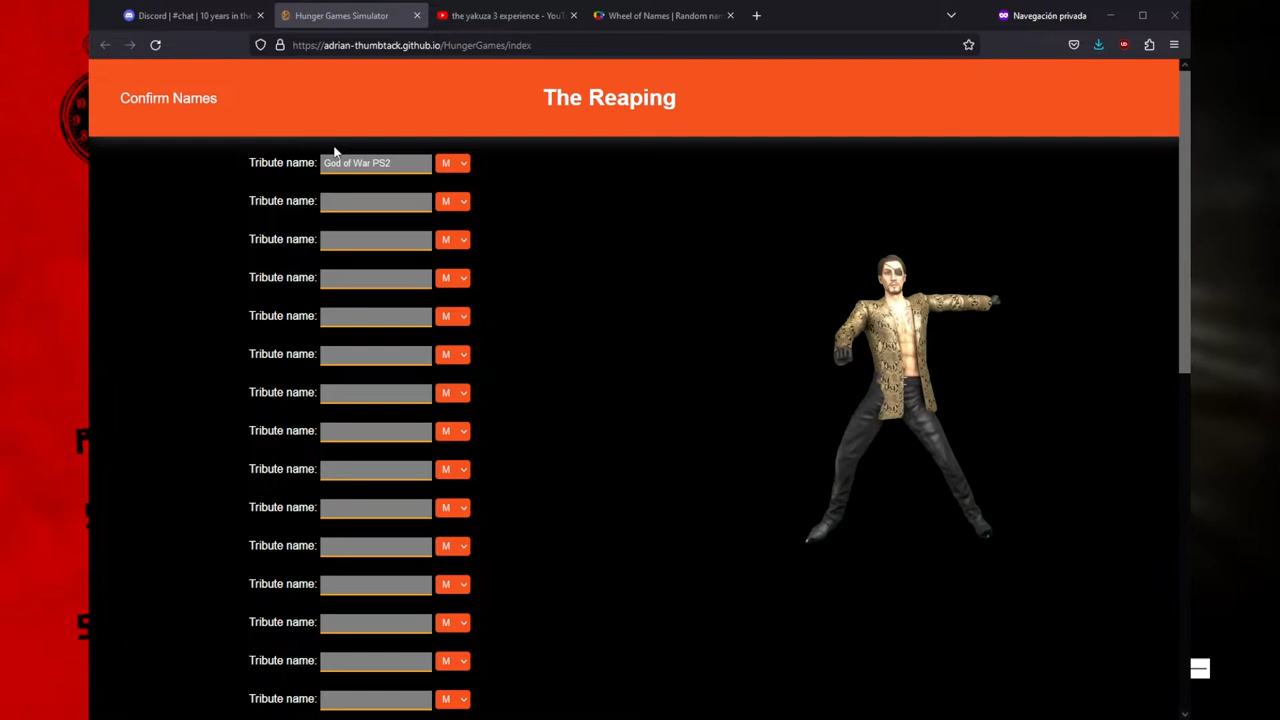 Discord | #chat | 10 years in the
Hunger Games Simulator
the yakuza 3 experience - YouT
Wheel of Names | Random nam
Navegación privada
https://adrian-thumbtack.github.io/HungerGames/index
Confirm Names
The Reaping
Tribute name: God of War PS2 M
Tribute name: M
Tribute name: M
Tribute name: M
Tribute name: M
Tribute name: M
Tribute name: M
Tribute name: M
Tribute name: M
Tribute name: M
Tribute name: M
Tribute name: M
Tribute name: M
Tribute name: M
Tribute name: M